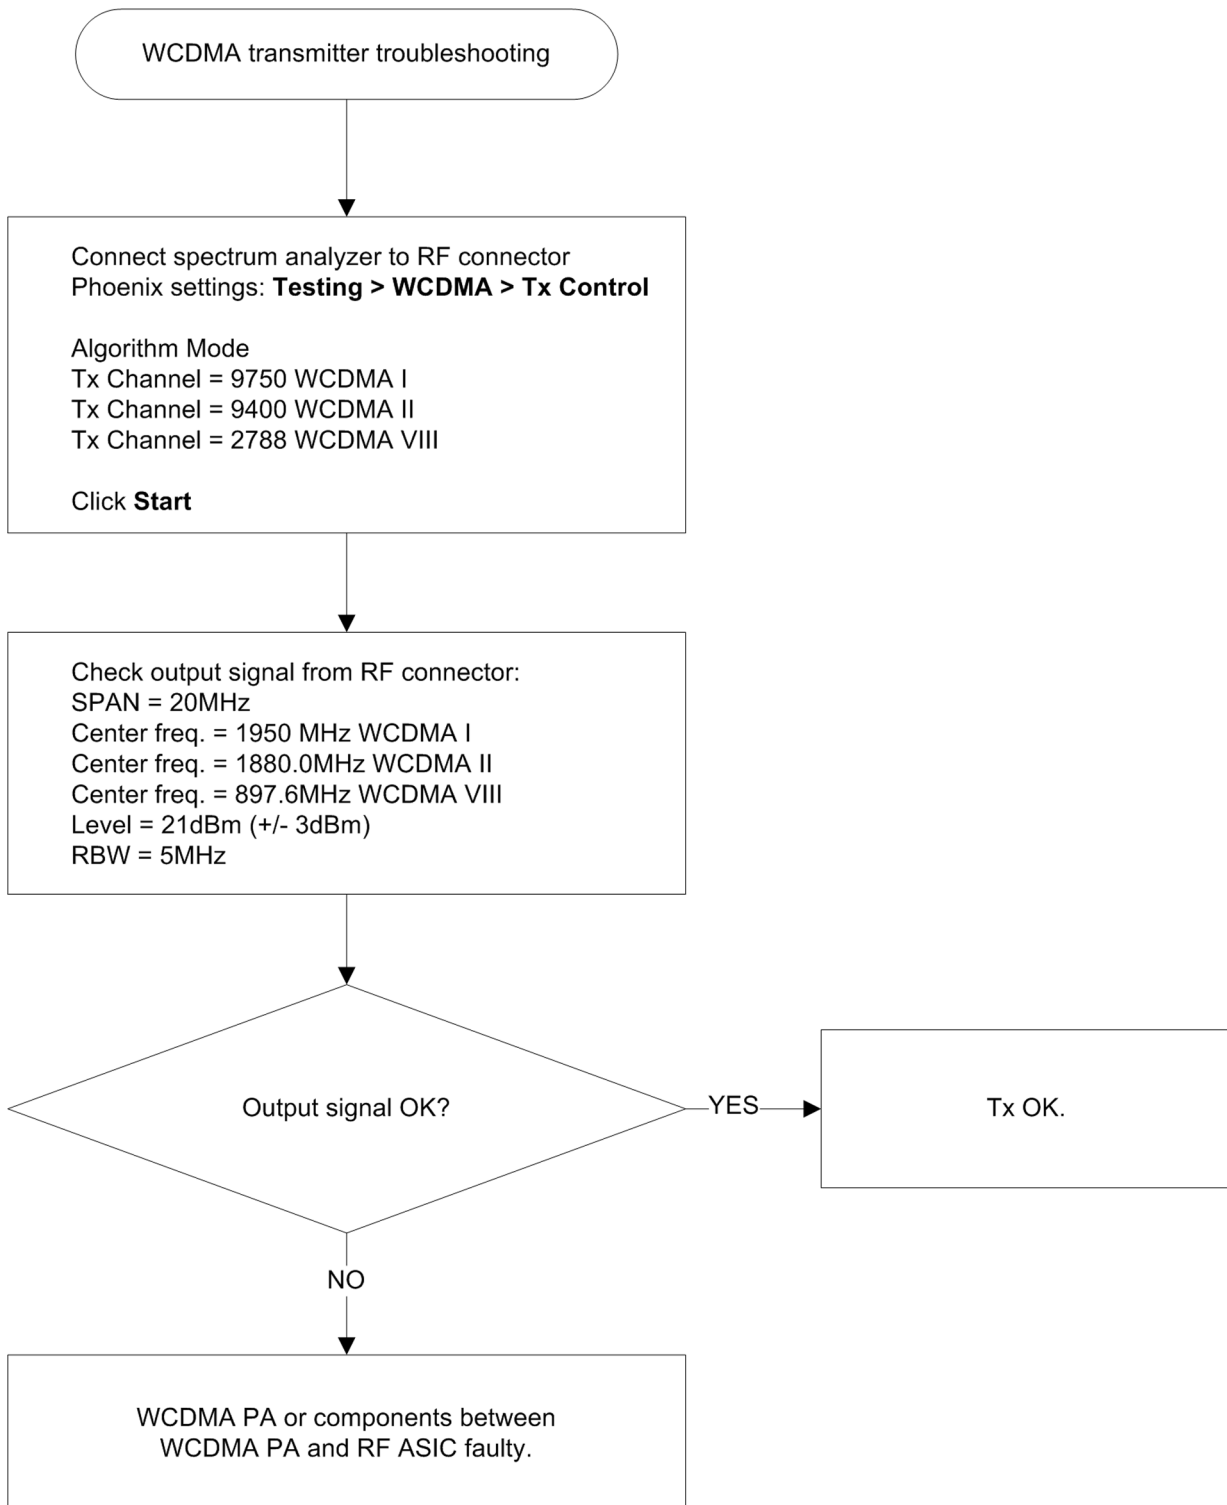 WCDMA transmitter troubleshooting
Connect spectrum analyzer to RF connector
Phoenix settings: Testing > WCDMA > Tx Control
Algorithm Mode
Tx Channel = 9750 WCDMA I
Tx Channel = 9400 WCDMA II
Tx Channel = 2788 WCDMA VIII
Click Start
Check output signal from RF connector:
SPAN = 20MHz
Center freq. = 1950 MHz WCDMA I
Center freq. = 1880.0MHz WCDMA II
Center freq. = 897.6MHz WCDMA VIII
Level = 21dBm (+/- 3dBm)
RBW = 5MHz
Output signal OK?
YES
Tx OK.
NO
WCDMA PA or components between
WCDMA PA and RF ASIC faulty.